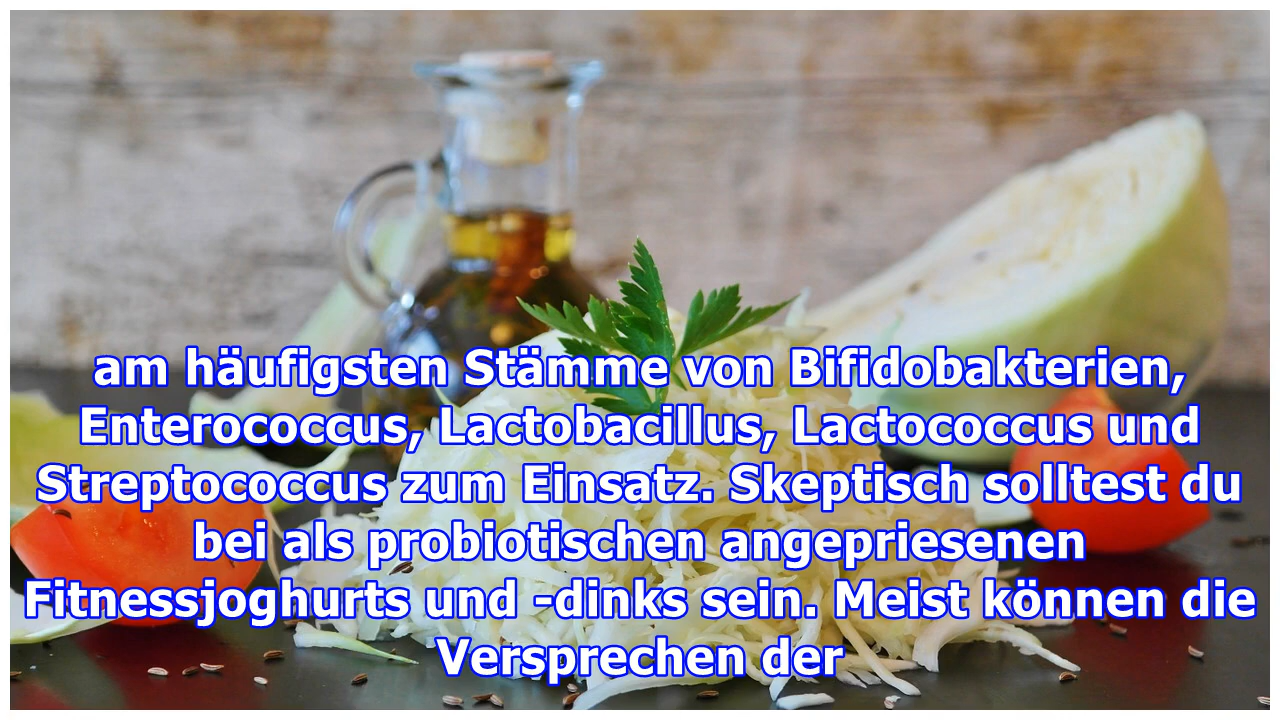 am häufigsten Stämme von Bifidobakterien,
Enterococcus, Lactobacillus, Lactococcus und
Streptococcus zum Einsatz. Skeptisch solltest du
bei als probiotischen angepriesenen
Fitnessjoghurts und -dinks sein. Meist können die
Versprechen der